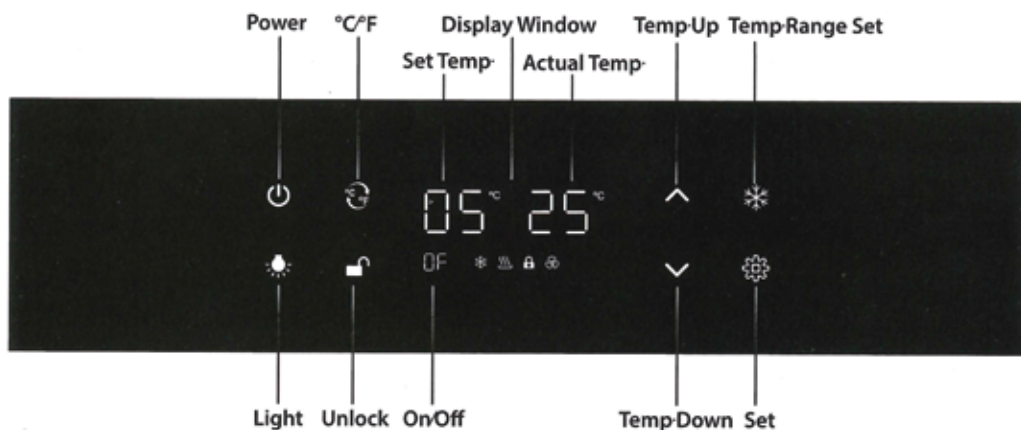 Power °C/°F Display Window Temp·Up Temp·Range Set
Set Temp· Actual Temp·
05 °C 25 °C
°C °F
0F
Light Unlock On/Off Temp·Down Set